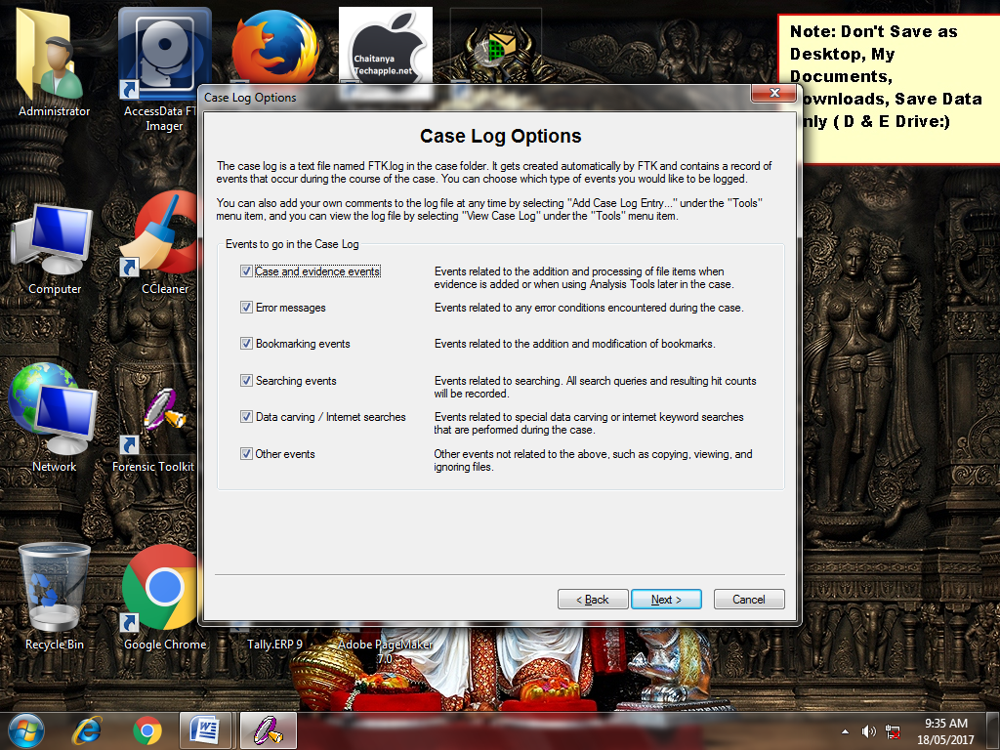 Note: Don't Save as
Desktop, My
Documents,
ownloads, Save Data
nly ( D & E Drive:)
Administrator
AccessData FT
Imager
Chaitanya
Techapple.net
Computer
CCleaner
Network
Forensic Toolkit
Recycle Bin
Google Chrome
Tally.ERP 9
Adobe PageMaker
7.0
Case Log Options
Case Log Options
The case log is a text file named FTK.log in the case folder. It gets created automatically by FTK and contains a record of
events that occur during the course of the case. You can choose which type of events you would like to be logged.
You can also add your own comments to the log file at any time by selecting "Add Case Log Entry..." under the "Tools"
menu item, and you can view the log file by selecting "View Case Log" under the "Tools" menu item.
Events to go in the Case Log
Case and evidence events
Events related to the addition and processing of file items when
evidence is added or when using Analysis Tools later in the case.
Error messages
Events related to any error conditions encountered during the case.
Bookmarking events
Events related to the addition and modification of bookmarks.
Searching events
Events related to searching. All search queries and resulting hit counts
will be recorded.
Data carving / Internet searches
Events related to special data carving or internet keyword searches
that are performed during the case.
Other events
Other events not related to the above, such as copying, viewing, and
ignoring files.
< Back
Next >
Cancel
9:35 AM
18/05/2017